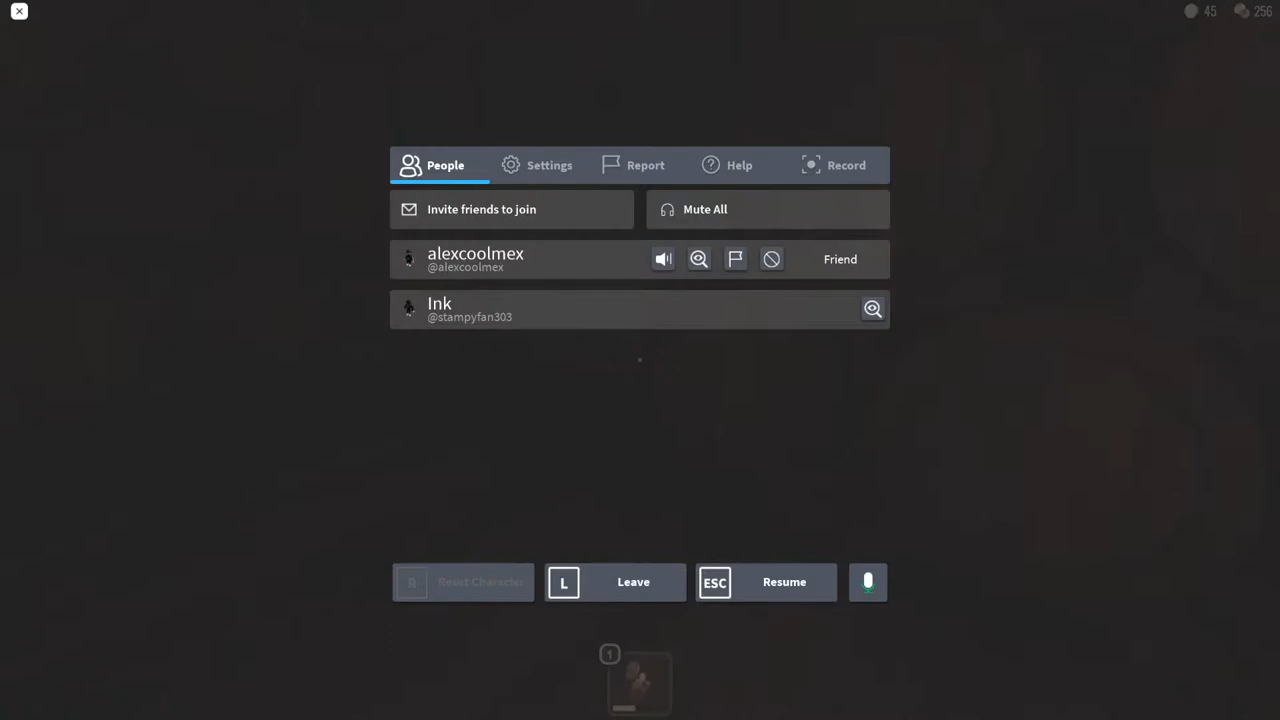 45 256
People Settings Report Help Record
Invite friends to join Mute All
alexcoolmex
@alexcoolmex
Friend
Ink
@stampyfan303
R Reset Character L Leave ESC Resume
1